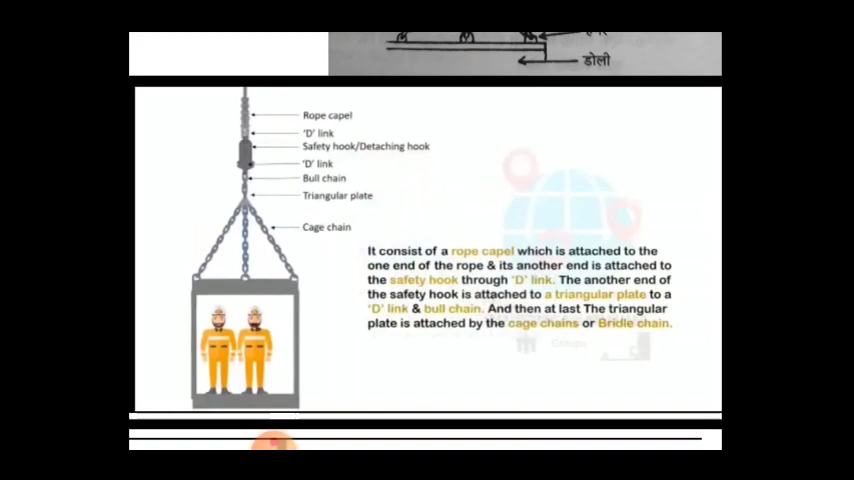 डोली
Rope capel
'D' link
Safety hook/Detaching hook
'D' link
Bull chain
Triangular plate
Cage chain
It consist of a rope capel which is attached to the
one end of the rope & its another end is attached to
the safety hook through 'D' link. The another end of
the safety hook is attached to a triangular plate to a
'D' link & bull chain. And then at last The triangular
plate is attached by the cage chains or Bridle chain.
Groups